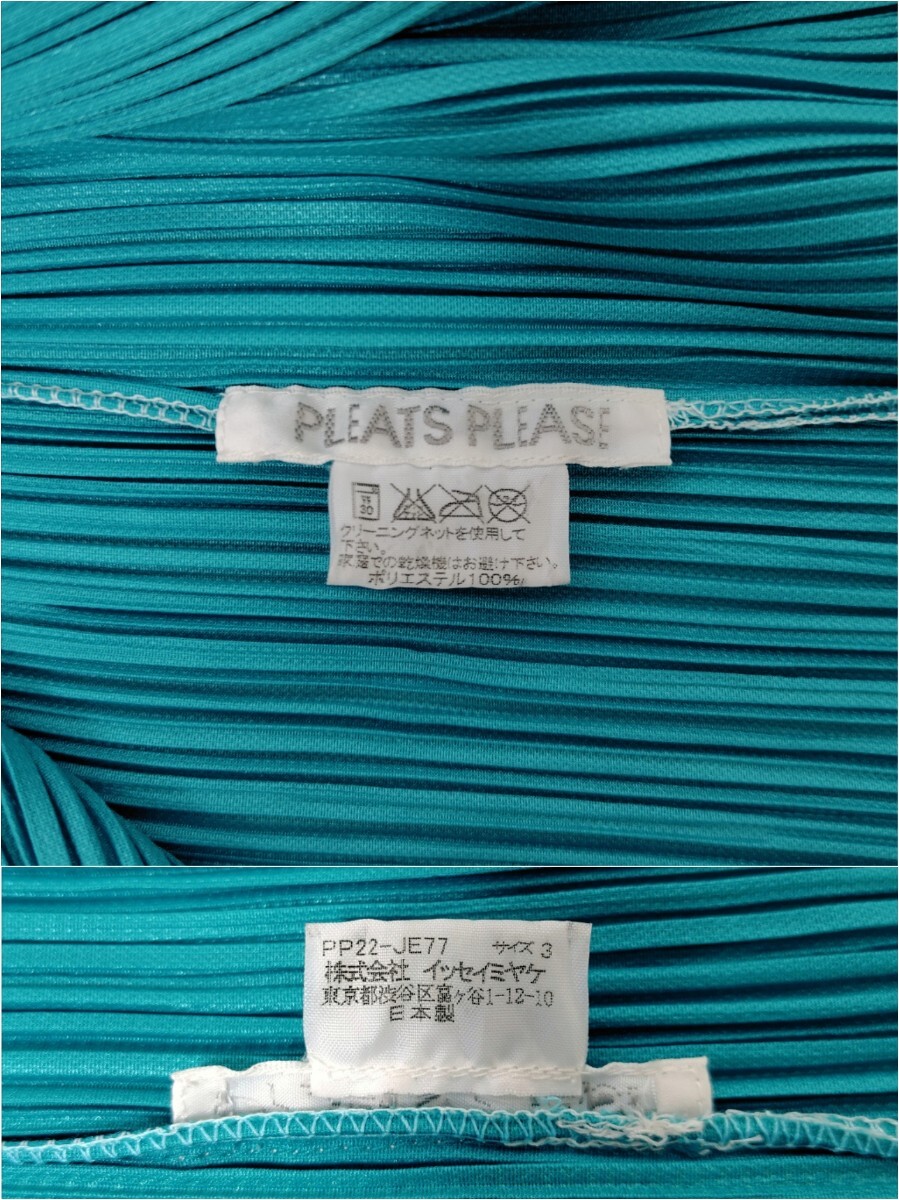 PLEATS PLEASE
弱
30
クリーニングネットを使用して
下さい。
家庭での乾燥機はお避け下さい。
ポリエステル100%
PP22-JE77 サイズ 3
株式会社 イッセイミヤケ
東京都渋谷区富ヶ谷1-12-10
日本製